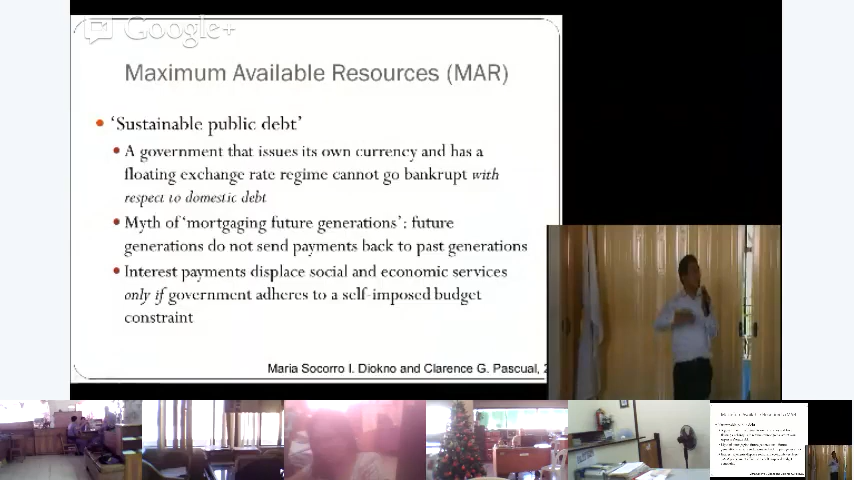 Google+
Maximum Available Resources (MAR)
‘Sustainable public debt’
A government that issues its own currency and has a
floating exchange rate regime cannot go bankrupt with
respect to domestic debt
Myth of ‘mortgaging future generations’: future
generations do not send payments back to past generations
Interest payments displace social and economic services
only if government adheres to a self-imposed budget
constraint
Maria Socorro I. Diokno and Clarence G. Pascual, 2